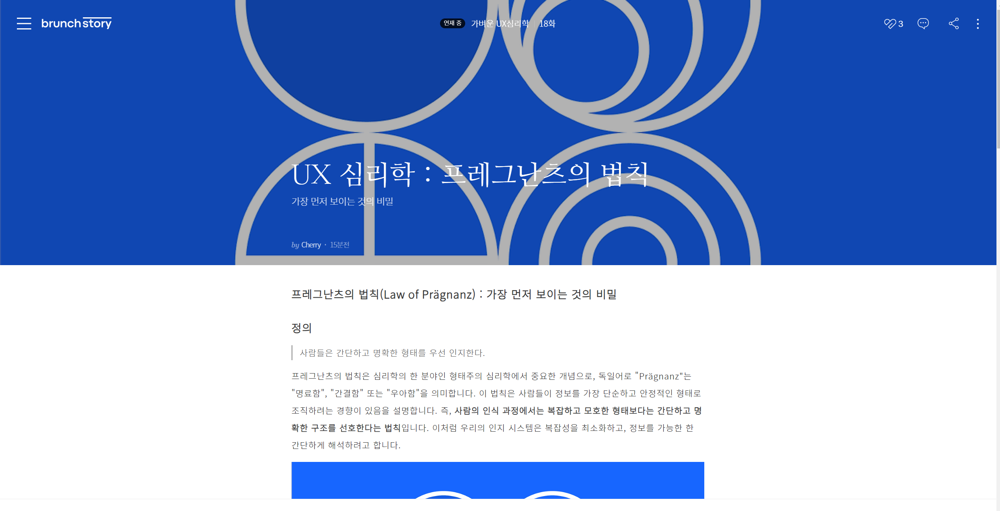 brunch story
연재 중 가벼운 UX심리학 18화
3
UX 심리학 : 프레그난츠의 법칙
가장 먼저 보이는 것의 비밀
by Cherry · 15분전
프레그난츠의 법칙(Law of Prägnanz) : 가장 먼저 보이는 것의 비밀
정의
사람들은 간단하고 명확한 형태를 우선 인지한다.
프레그난츠의 법칙은 심리학의 한 분야인 형태주의 심리학에서 중요한 개념으로, 독일어로 "Prägnanz"는
"명료함", "간결함" 또는 "우아함"을 의미합니다. 이 법칙은 사람들이 정보를 가장 단순하고 안정적인 형태로
조직하려는 경향이 있음을 설명합니다. 즉, 사람의 인식 과정에서는 복잡하고 모호한 형태보다는 간단하고 명
확한 구조를 선호한다는 법칙입니다. 이처럼 우리의 인지 시스템은 복잡성을 최소화하고, 정보를 가능한 한
간단하게 해석하려고 합니다.